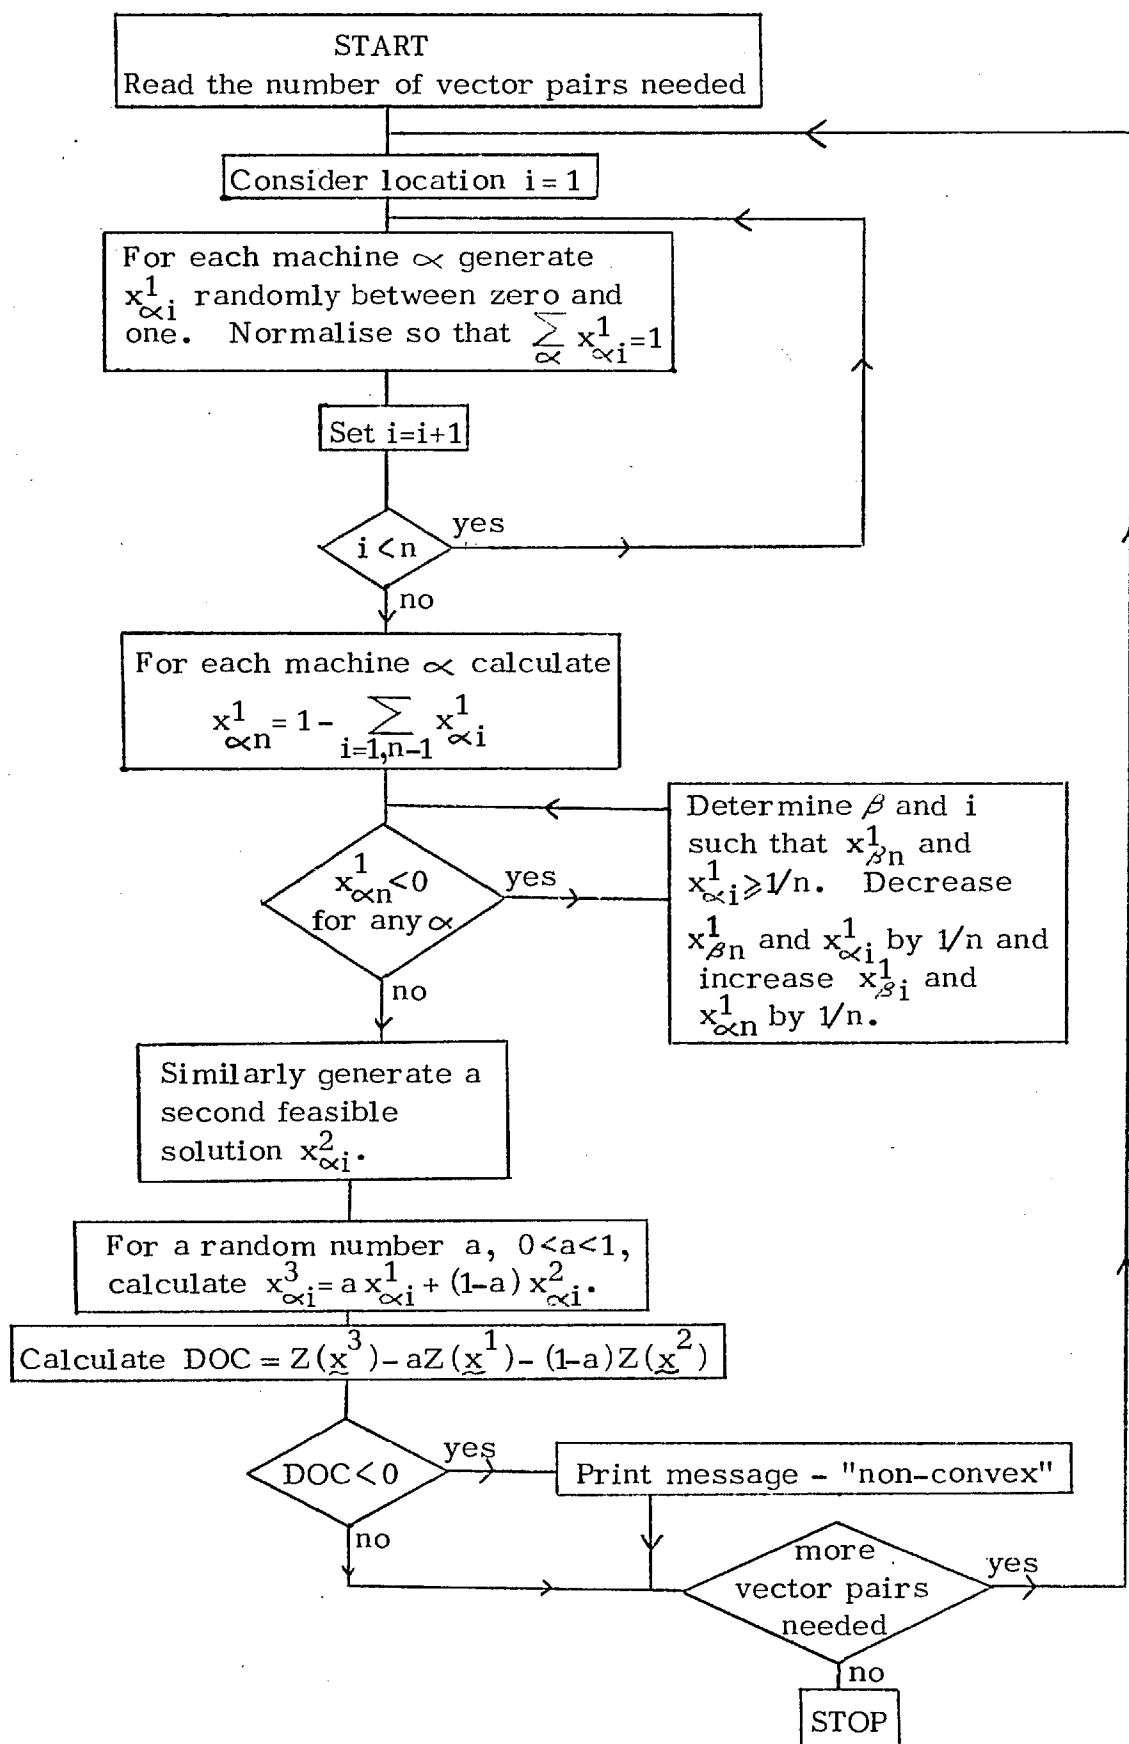 START
Read the number of vector pairs needed
Consider location i = 1
For each machine ∝ generate
x¹∝i randomly between zero and
one. Normalise so that ∑∝ x¹∝i=1
Set i=i+1
i < n
yes
no
For each machine ∝ calculate
x¹∝n = 1 - ∑i=1,n-1 x¹∝i
x¹∝n<0
for any ∝
yes
no
Determine β and i
such that x¹βn and
x¹∝i ⩾ 1/n. Decrease
x¹βn and x¹∝i by 1/n and
increase x¹βi and
x¹∝n by 1/n.
Similarly generate a
second feasible
solution x²∝i.
For a random number a, 0<a<1,
calculate x³∝i = a x¹∝i + (1-a) x²∝i.
Calculate DOC = Z(x̰³) - aZ(x̰¹) - (1-a)Z(x̰²)
DOC < 0
yes
no
Print message - "non-convex"
more
vector pairs
needed
yes
no
STOP